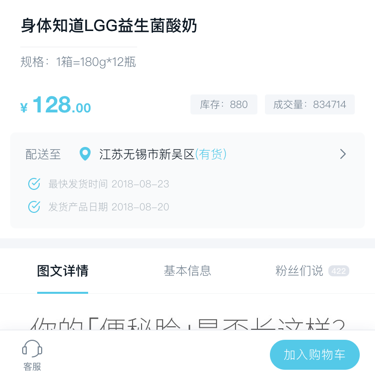 身体知道LGG益生菌酸奶
规格：1箱=180g*12瓶
¥ 128.00
库存：880
成交量：834714
配送至 江苏无锡市新吴区(有货)
最快发货时间 2018-08-23
发货产品日期 2018-08-20
图文详情 基本信息 粉丝们说 422
你的「便秘脸」是否长这样?
客服
加入购物车